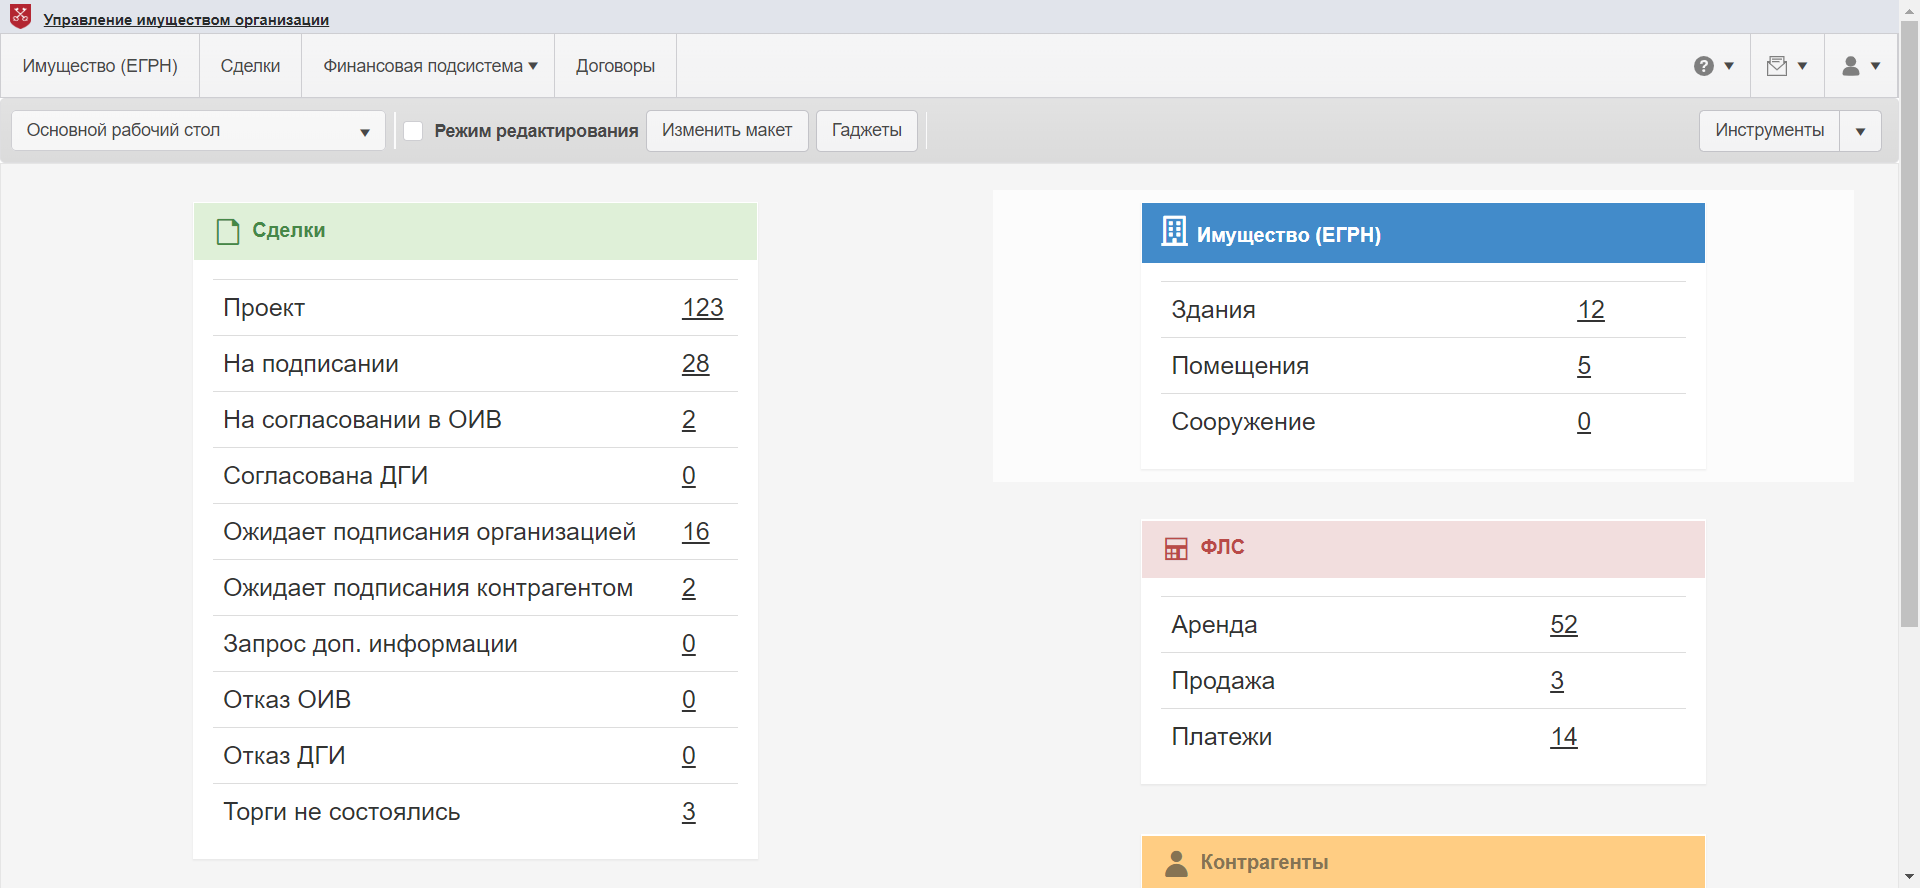 Управление имуществом организации
Имущество (ЕГРН) Сделки Финансовая подсистема Договоры
Основной рабочий стол Режим редактирования Изменить макет Гаджеты Инструменты
Сделки
Проект 123
На подписании 28
На согласовании в ОИВ 2
Согласована ДГИ 0
Ожидает подписания организацией 16
Ожидает подписания контрагентом 2
Запрос доп. информации 0
Отказ ОИВ 0
Отказ ДГИ 0
Торги не состоялись 3
Имущество (ЕГРН)
Здания 12
Помещения 5
Сооружение 0
ФЛС
Аренда 52
Продажа 3
Платежи 14
Контрагенты